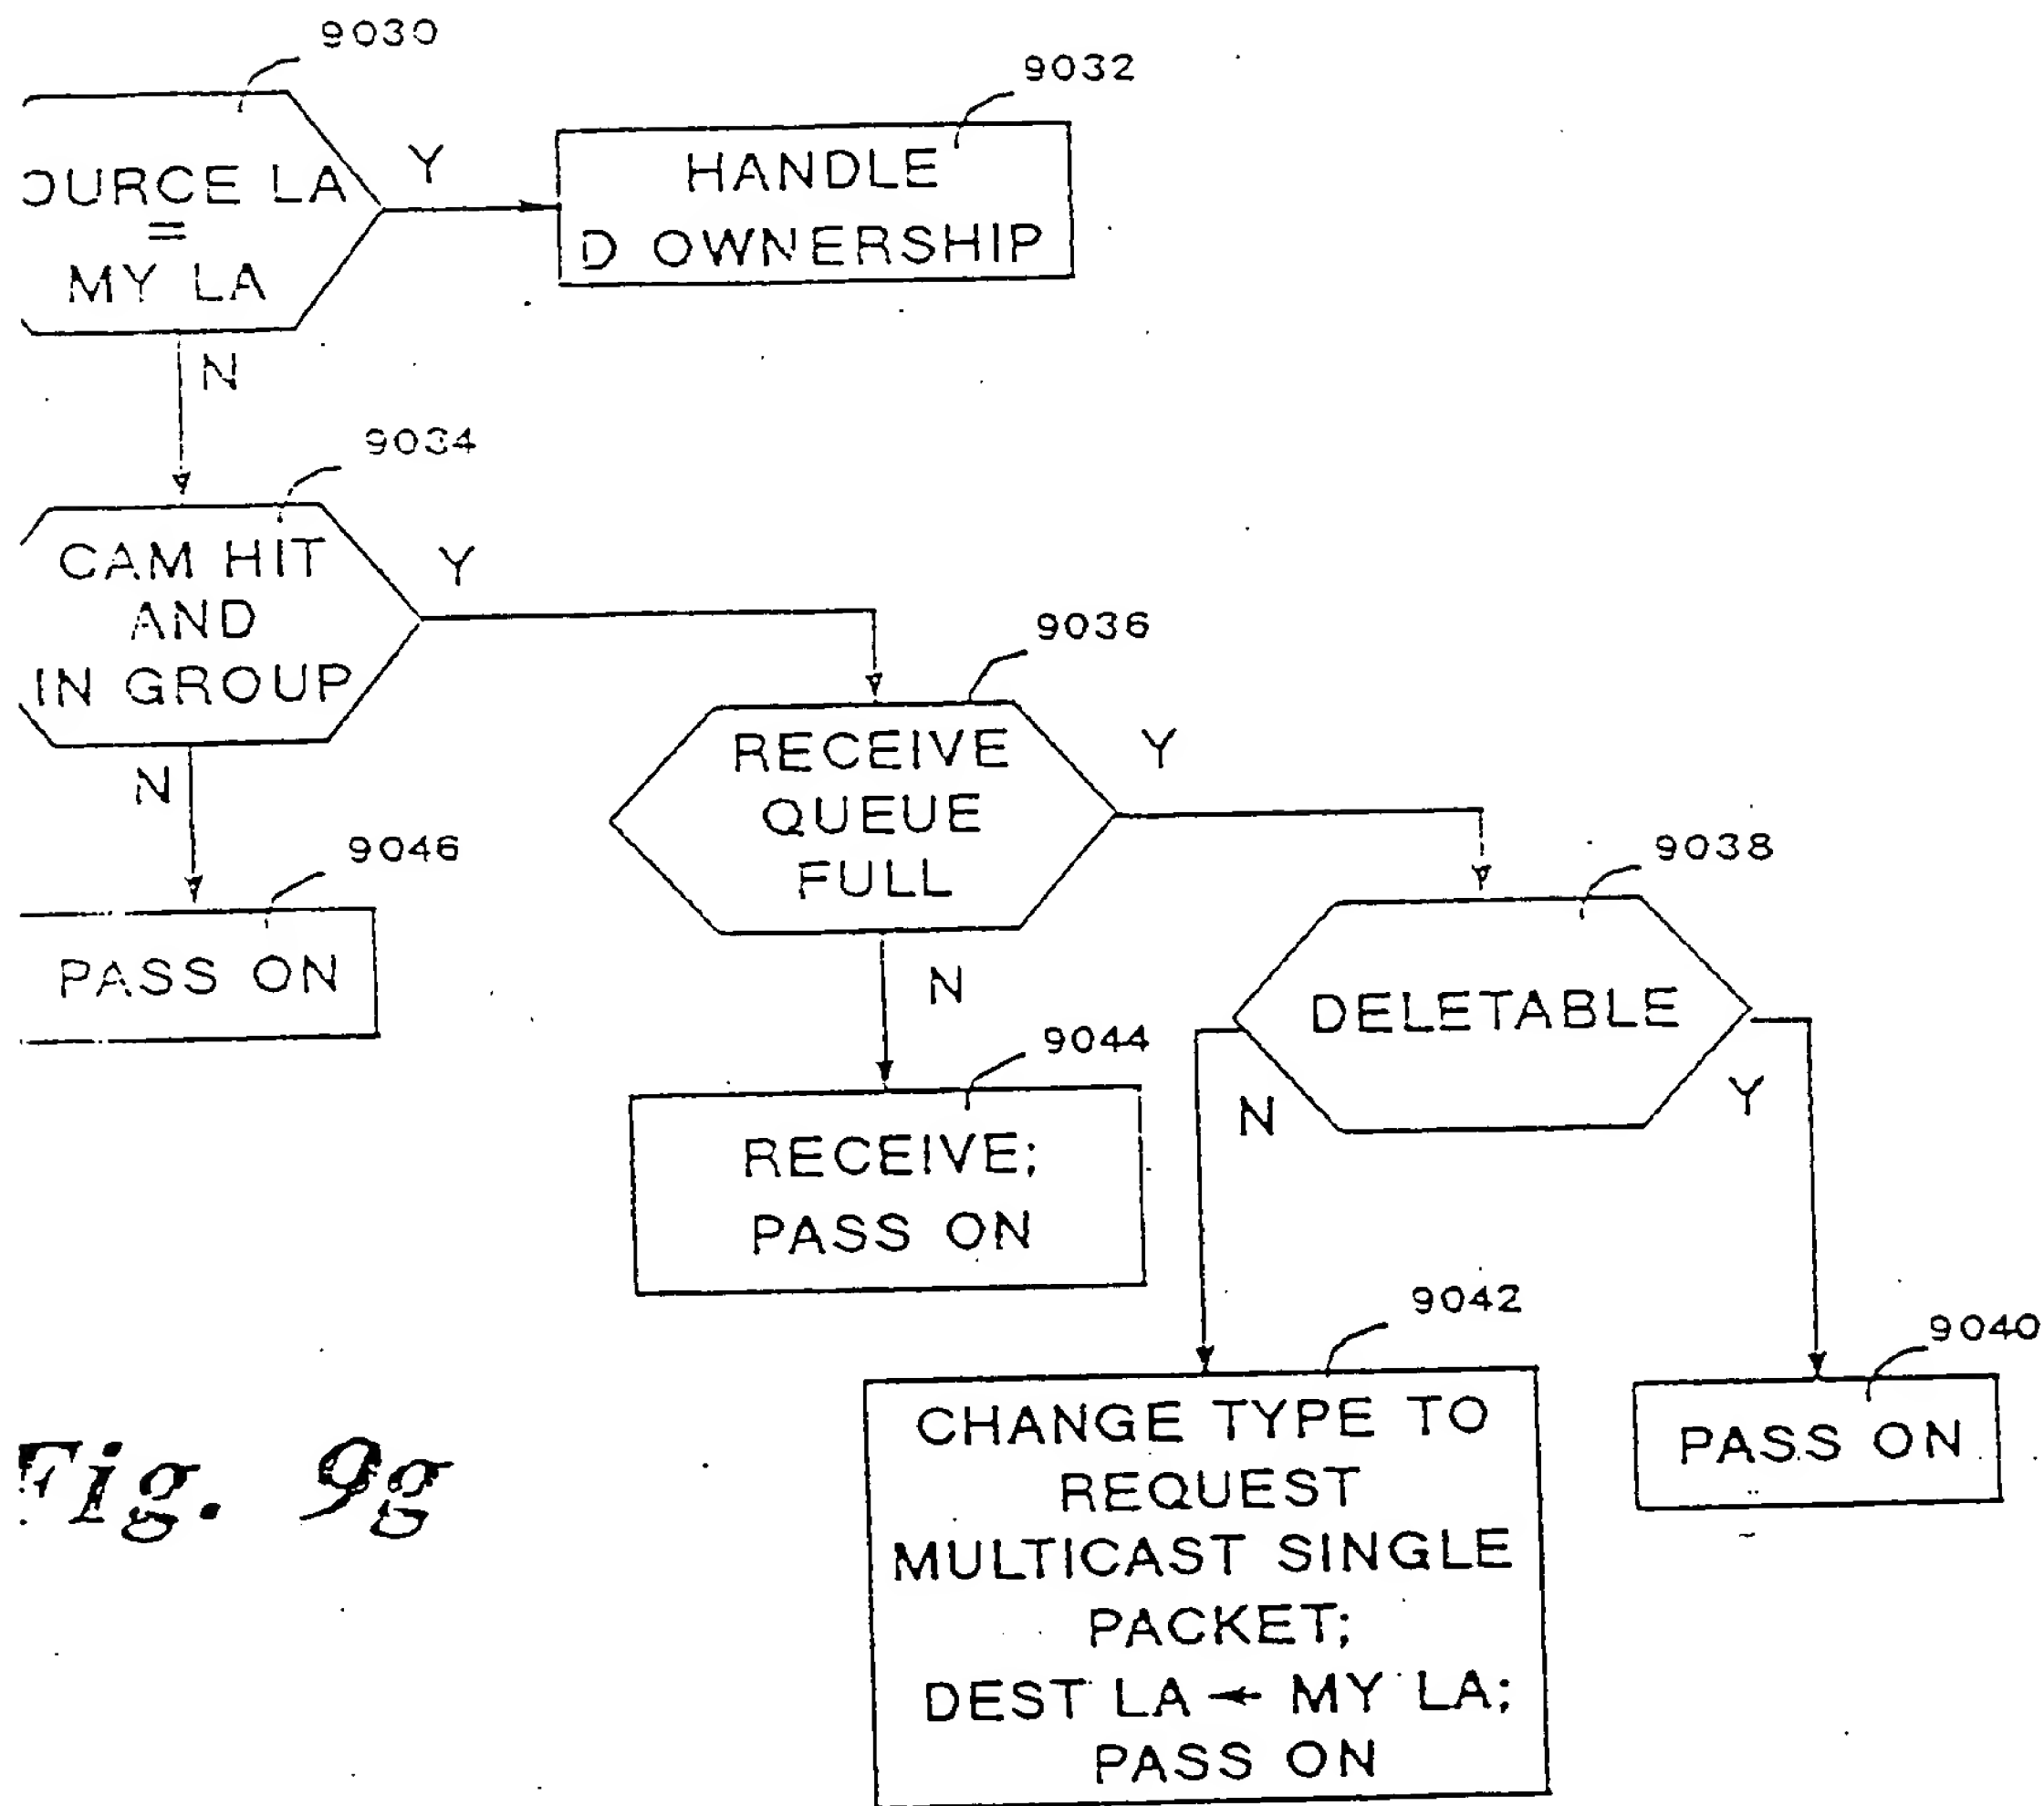 9030
9032
OURCE LA
=
MY LA
Y
HANDLE
D OWNERSHIP
N
9034
CAM HIT
AND
IN GROUP
Y
9036
RECEIVE
QUEUE
FULL
Y
N
9046
PASS ON
9038
DELETABLE
N
9044
RECEIVE;
PASS ON
N
Y
9042
CHANGE TYPE TO
REQUEST
MULTICAST SINGLE
PACKET;
DEST LA ← MY LA;
PASS ON
9040
PASS ON
Fig. 9g